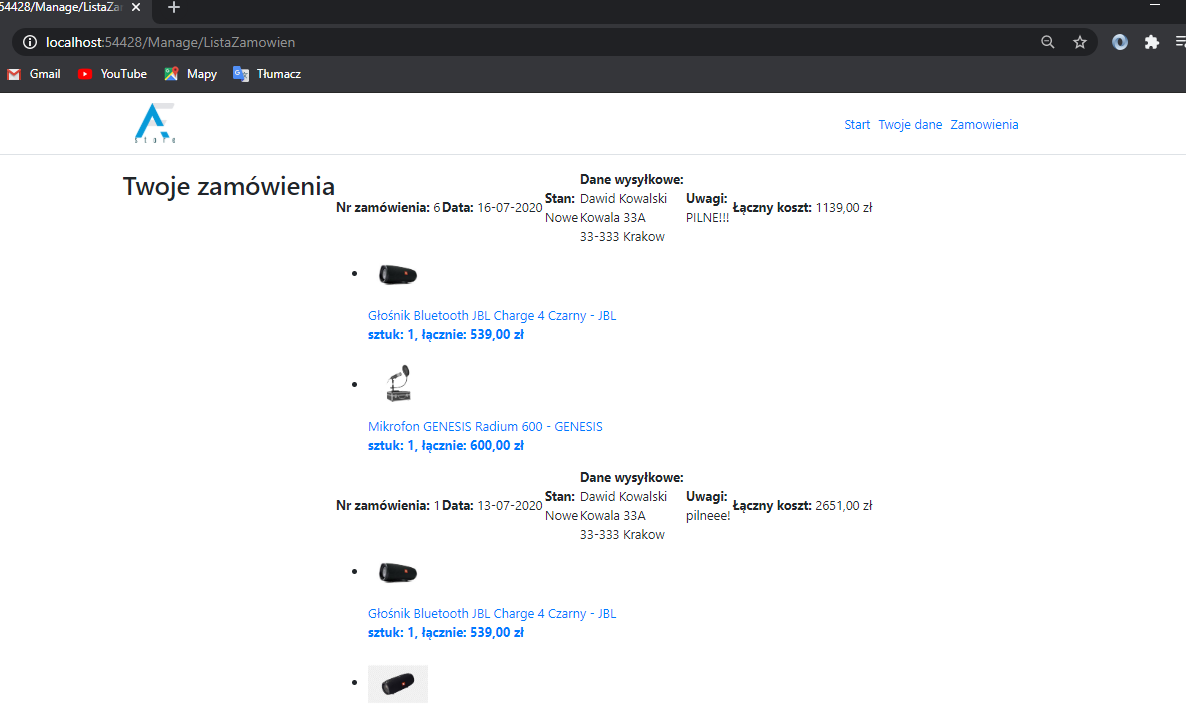 54428/Manage/ListaZa
localhost:54428/Manage/ListaZamowien
Gmail YouTube Mapy Tłumacz
Store
Start Twoje dane Zamowienia
Twoje zamówienia
Nr zamówienia: 6
Data: 16-07-2020
Stan:
Nowe
Dane wysyłkowe:
Dawid Kowalski
Kowala 33A
33-333 Krakow
Uwagi:
PILNE!!!
Łączny koszt: 1139,00 zł
Głośnik Bluetooth JBL Charge 4 Czarny - JBL
sztuk: 1, łącznie: 539,00 zł
Mikrofon GENESIS Radium 600 - GENESIS
sztuk: 1, łącznie: 600,00 zł
Nr zamówienia: 1
Data: 13-07-2020
Stan:
Nowe
Dane wysyłkowe:
Dawid Kowalski
Kowala 33A
33-333 Krakow
Uwagi:
pilneee!
Łączny koszt: 2651,00 zł
Głośnik Bluetooth JBL Charge 4 Czarny - JBL
sztuk: 1, łącznie: 539,00 zł